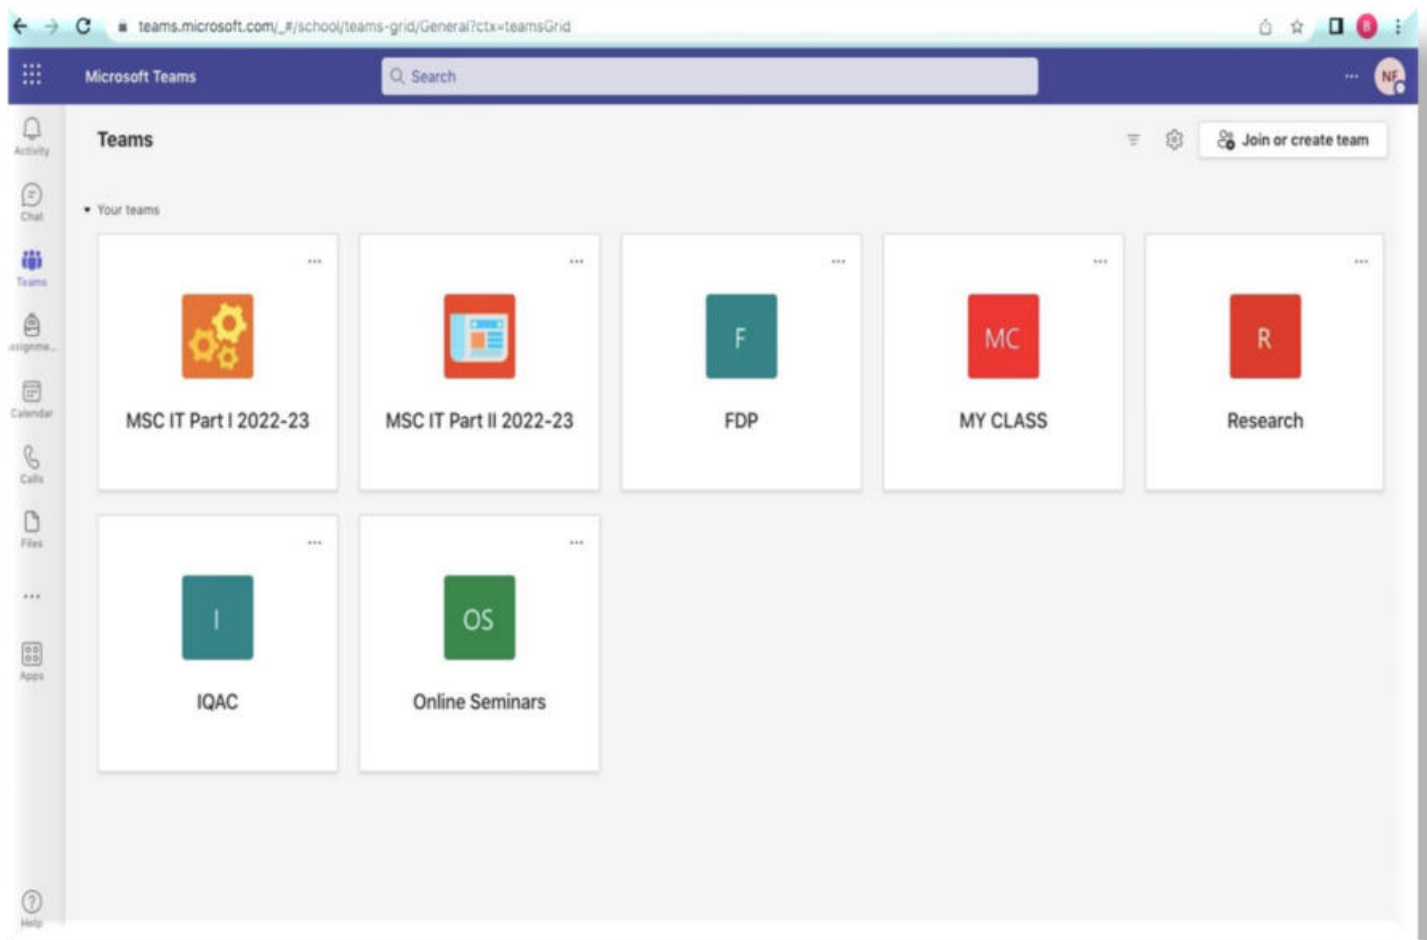 teams.microsoft.com/_#/school/teams-grid/General?ctx=teamsGrid
B
Microsoft Teams
Search
NF
Activity
Teams
Join or create team
Chat
Your teams
Teams
F
MC
R
ssignme...
Calendar
MSC IT Part I 2022-23
MSC IT Part II 2022-23
FDP
MY CLASS
Research
Calls
Files
I
OS
Apps
IQAC
Online Seminars
Help